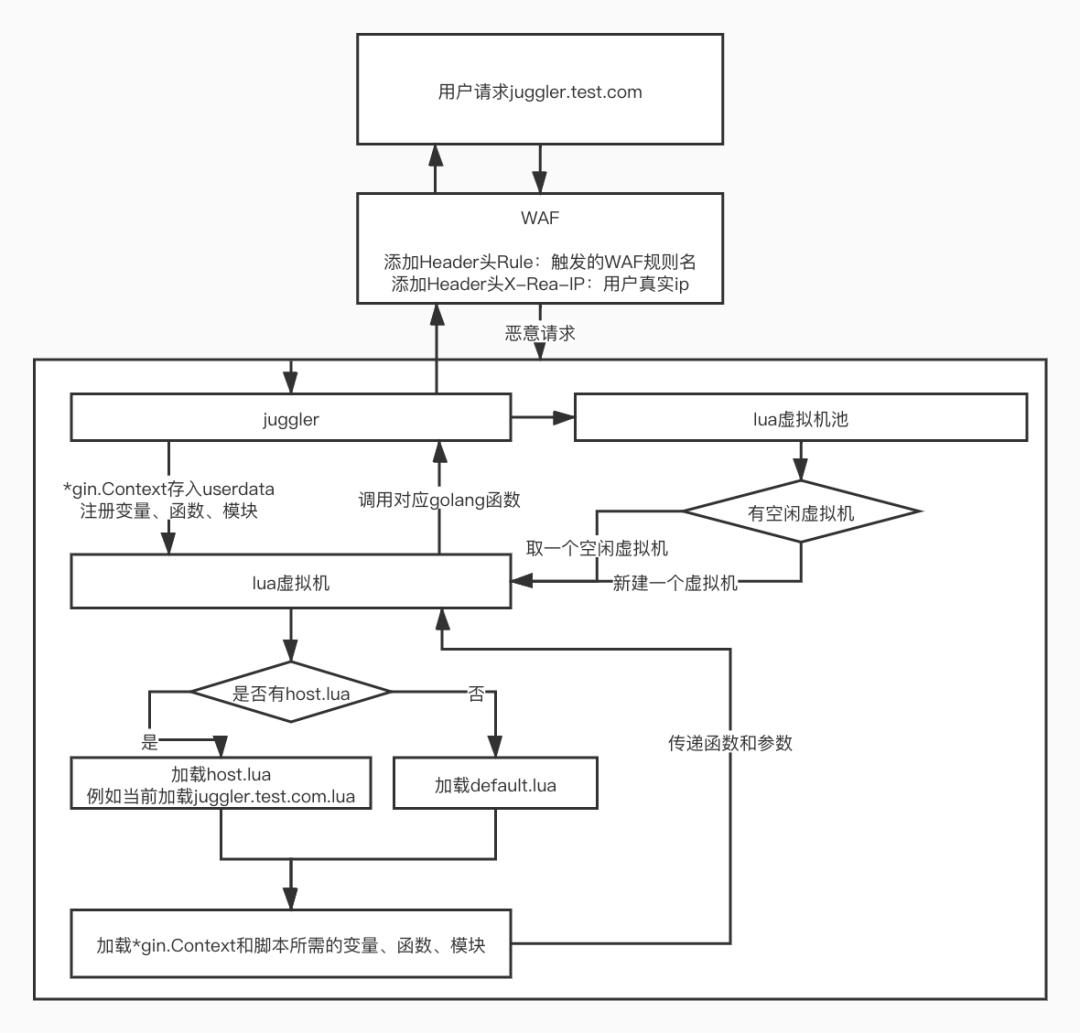 用户请求juggler.test.com
WAF
添加Header头Rule：触发的WAF规则名
添加Header头X-Rea-IP：用户真实ip
恶意请求
juggler
lua虚拟机池
*gin.Context存入userdata
注册变量、函数、模块
调用对应golang函数
有空闲虚拟机
取一个空闲虚拟机
新建一个虚拟机
lua虚拟机
是否有host.lua
否
是
传递函数和参数
加载host.lua
例如当前加载juggler.test.com.lua
加载default.lua
加载*gin.Context和脚本所需的变量、函数、模块